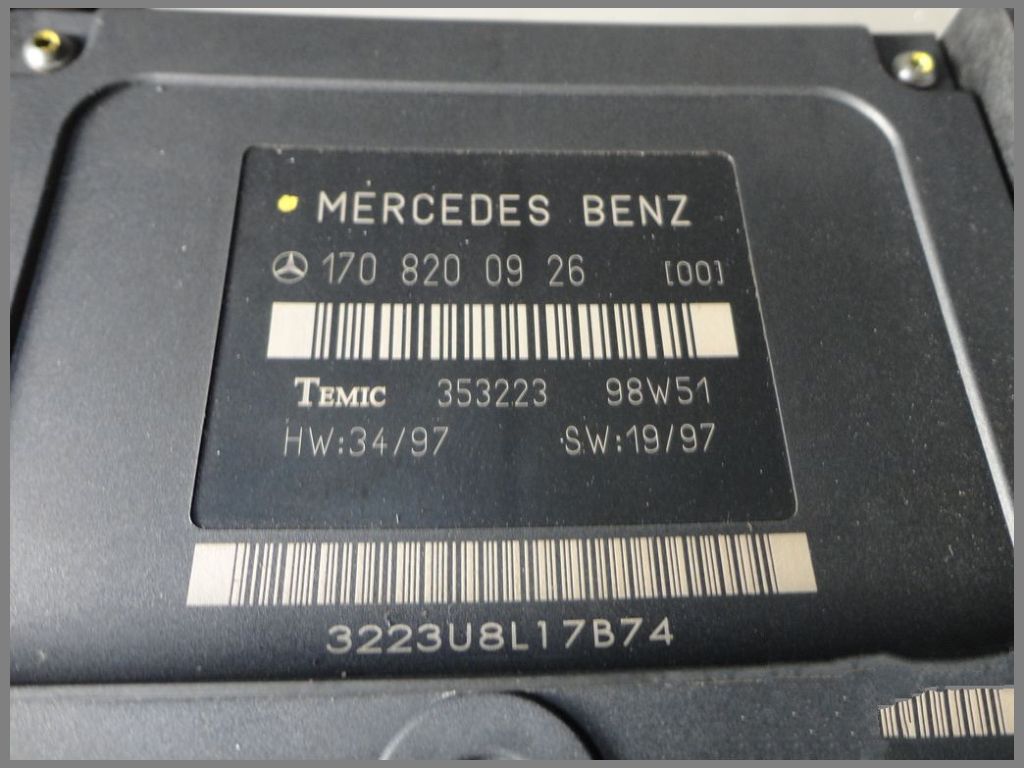 MERCEDES BENZ
170 820 09 26 [00]
TEMIC 353223 98W51
HW:34/97 SW:19/97
3223U8L17B74